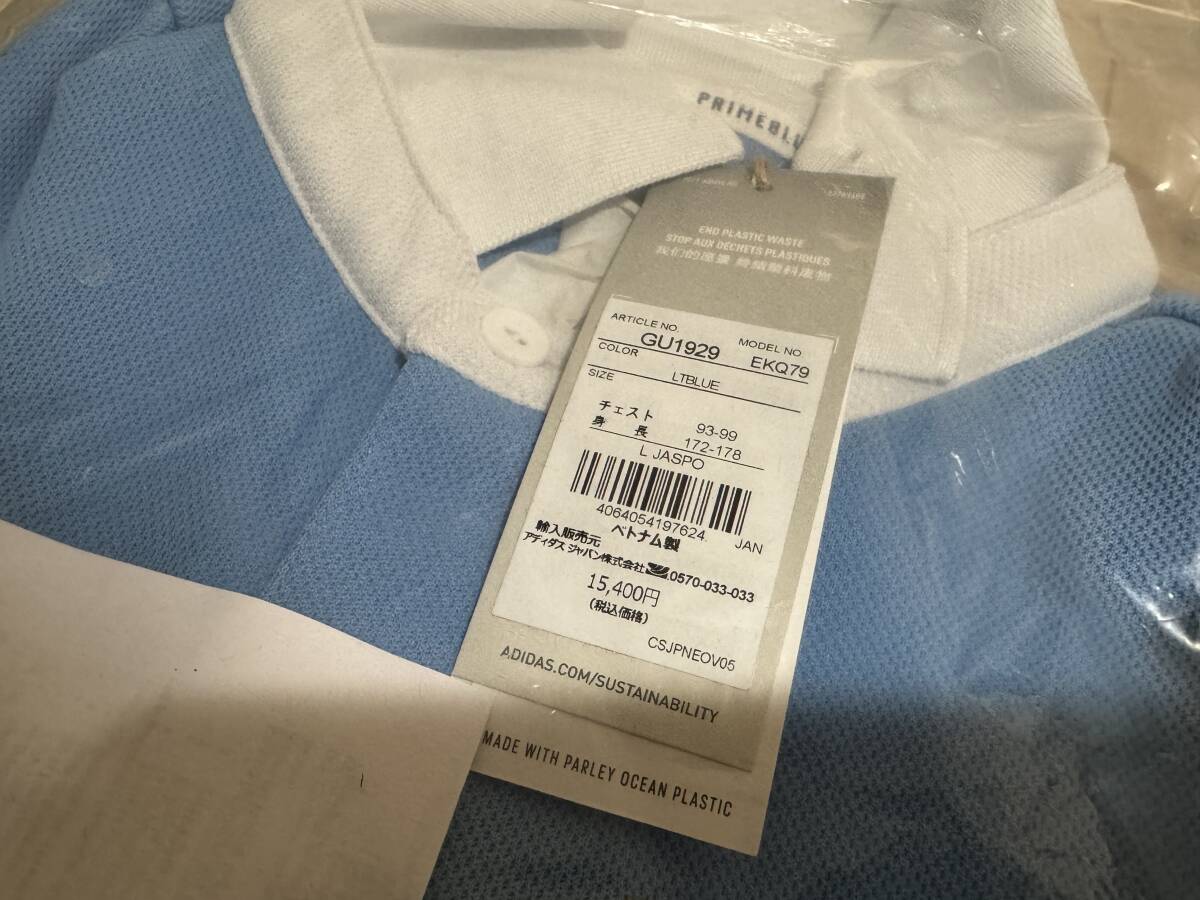 PRIMEBLU
END PLASTIC WASTE
STOP AUX DÉCHETS PLASTIQUES
ARTICLE NO. MODEL NO
GU1929 EKQ79
COLOR
LTBLUE
SIZE
チェスト 93-99
身 長 172-178
L JASPO
4064054197624 JAN
ベトナム製
輸入販売元
アディダス ジャパン株式会社 0570-033-033
15,400円
(税込価格)
CSJPNEOV05
ADIDAS.COM/SUSTAINABILITY
MADE WITH PARLEY OCEAN PLASTIC